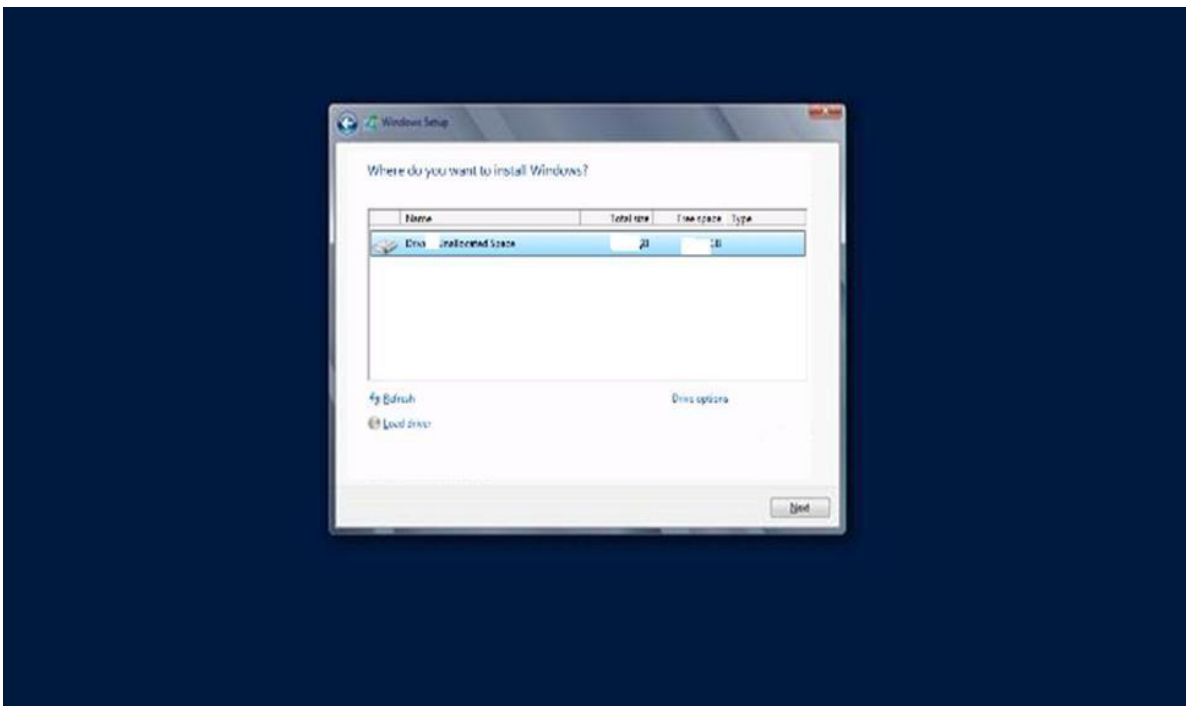 Windows Setup
Where do you want to install Windows?
Name Total size Free space Type
Unallocated Space
Refresh Drive options
Load driver
Next